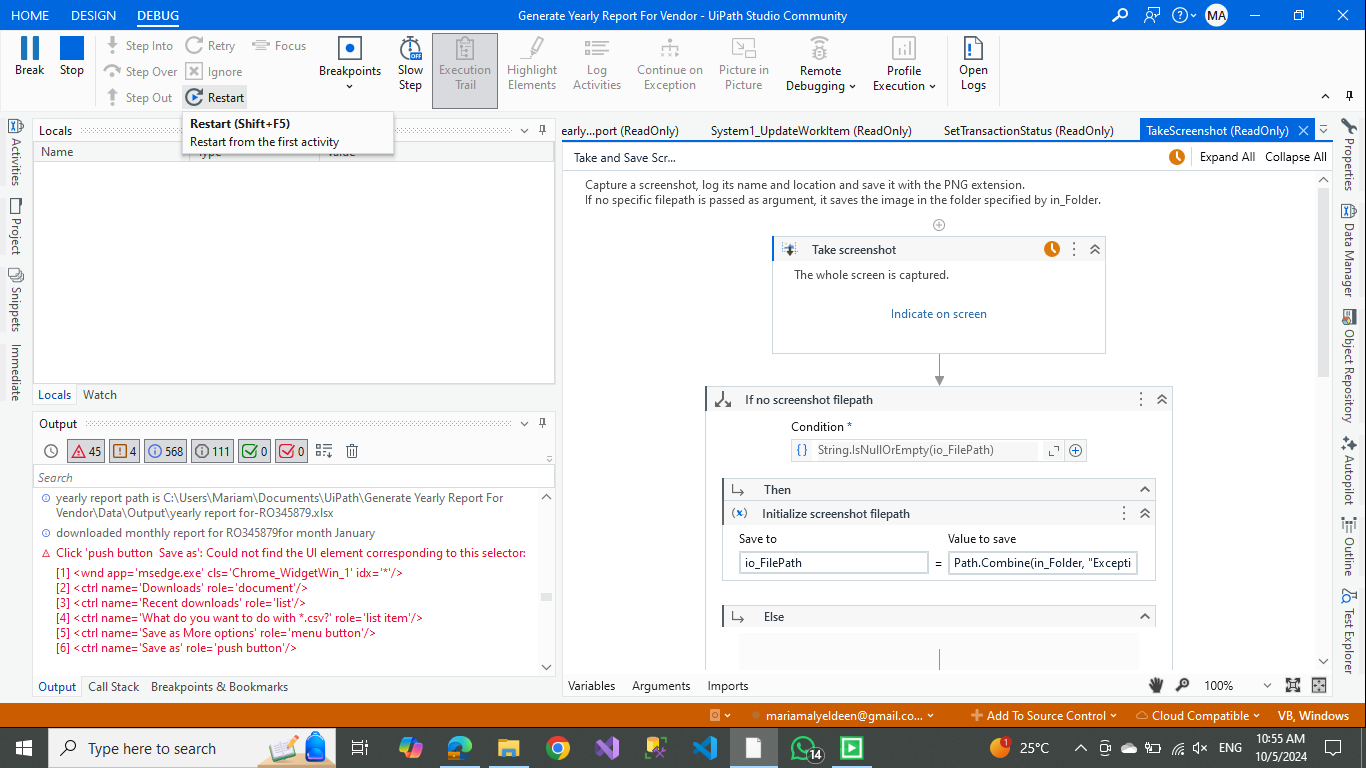 HOME DESIGN DEBUG
Generate Yearly Report For Vendor - UiPath Studio Community
MA
Break
Stop
Step Into
Step Over
Step Out
Retry
Ignore
Restart
Focus
Breakpoints
Slow Step
Execution Trail
Highlight Elements
Log Activities
Continue on Exception
Picture in Picture
Remote Debugging
Profile Execution
Open Logs
Restart (Shift+F5)
Restart from the first activity
Activities
Project
Snippets
Immediate
Locals
Name
Type
Value
Locals Watch
Output
45 4 568 111 0 0
Search
yearly report path is C:\Users\Mariam\Documents\UiPath\Generate Yearly Report For
Vendor\Data\Output\yearly report for-RO345879.xlsx
downloaded monthly report for RO345879for month January
Click 'push button  Save as': Could not find the UI element corresponding to this selector:
[1] <wnd app='msedge.exe' cls='Chrome_WidgetWin_1' idx='*'/>
[2] <ctrl name='Downloads' role='document'/>
[3] <ctrl name='Recent downloads' role='list'/>
[4] <ctrl name='What do you want to do with *.csv?' role='list item'/>
[5] <ctrl name='Save as More options' role='menu button'/>
[6] <ctrl name='Save as' role='push button'/>
Output Call Stack Breakpoints & Bookmarks
early...port (ReadOnly) System1_UpdateWorkItem (ReadOnly) SetTransactionStatus (ReadOnly) TakeScreenshot (ReadOnly)
Take and Save Scr...
Expand All Collapse All
Capture a screenshot, log its name and location and save it with the PNG extension.
If no specific filepath is passed as argument, it saves the image in the folder specified by in_Folder.
Take screenshot
The whole screen is captured.
Indicate on screen
If no screenshot filepath
Condition *
{} String.IsNullOrEmpty(io_FilePath)
Then
(x) Initialize screenshot filepath
Save to Value to save
io_FilePath = Path.Combine(in_Folder, "Excepti
Else
Variables Arguments Imports
100%
Properties
Data Manager
Object Repository
Autopilot
Outline
Test Explorer
mariamalyeldeen@gmail.co...
Add To Source Control
Cloud Compatible
VB, Windows
Type here to search
14
1
25°C
ENG
10:55 AM
10/5/2024